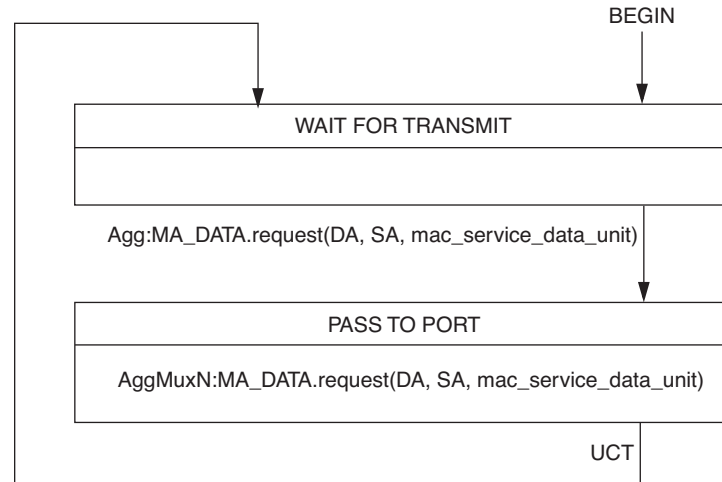 BEGIN
WAIT FOR TRANSMIT
Agg:MA_DATA.request(DA, SA, mac_service_data_unit)
PASS TO PORT
AggMuxN:MA_DATA.request(DA, SA, mac_service_data_unit)
UCT